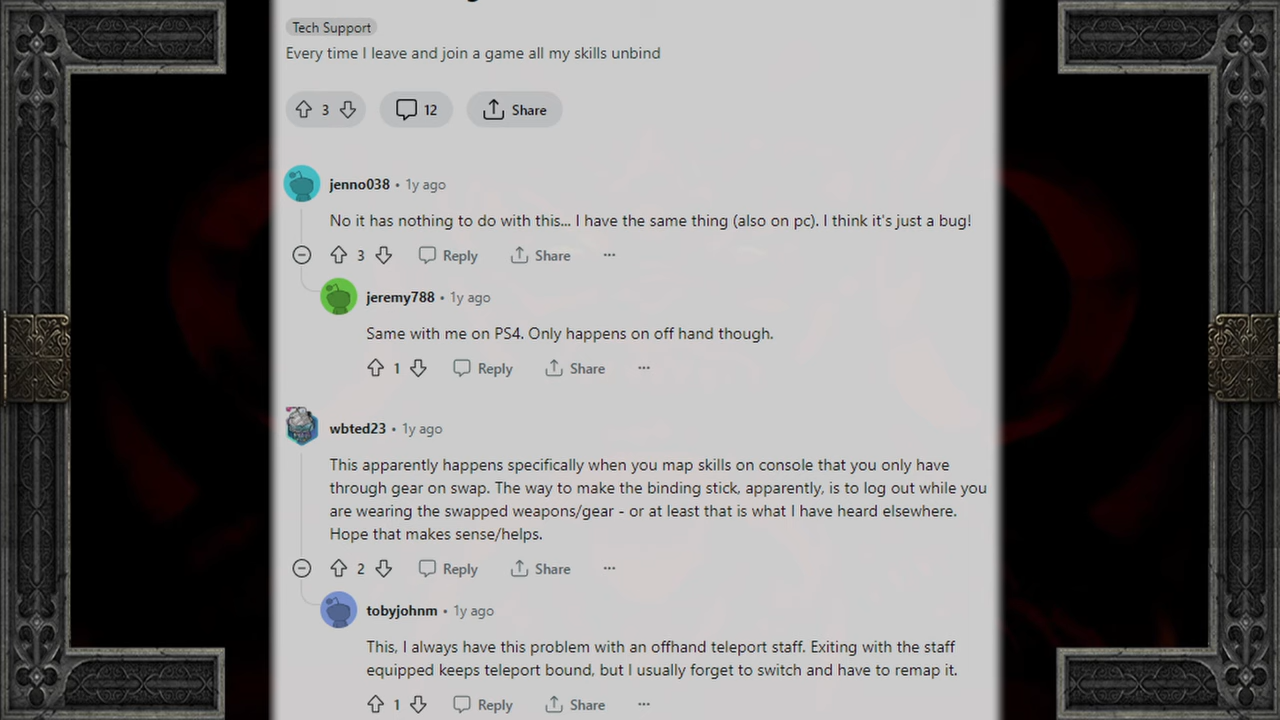 Tech Support
Every time I leave and join a game all my skills unbind
3 12 Share
jenno038 • 1y ago
No it has nothing to do with this... I have the same thing (also on pc). I think it's just a bug!
3 Reply Share ...
jeremy788 • 1y ago
Same with me on PS4. Only happens on off hand though.
1 Reply Share ...
wbted23 • 1y ago
This apparently happens specifically when you map skills on console that you only have
through gear on swap. The way to make the binding stick, apparently, is to log out while you
are wearing the swapped weapons/gear - or at least that is what I have heard elsewhere.
Hope that makes sense/helps.
2 Reply Share ...
tobyjohnm • 1y ago
This, I always have this problem with an offhand teleport staff. Exiting with the staff
equipped keeps teleport bound, but I usually forget to switch and have to remap it.
1 Reply Share ...